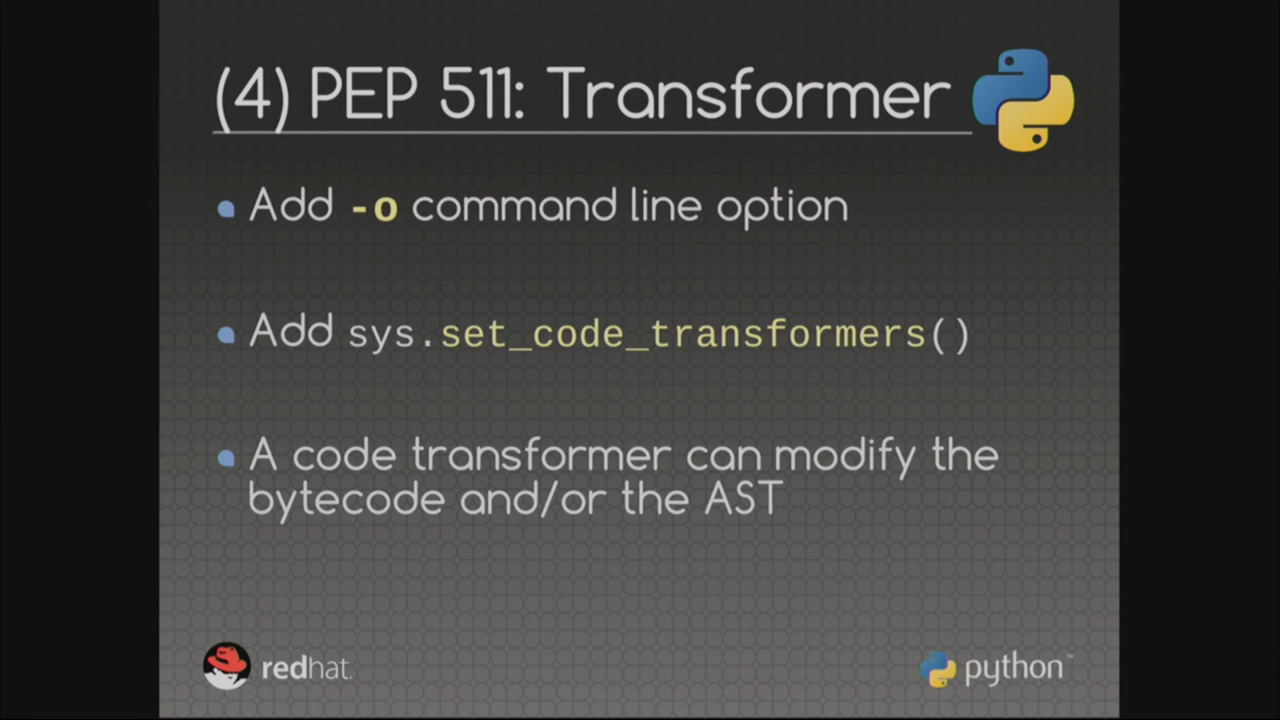 (4) PEP 511: Transformer
Add -o command line option
Add sys.set_code_transformers()
A code transformer can modify the
bytecode and/or the AST
redhat.
python™